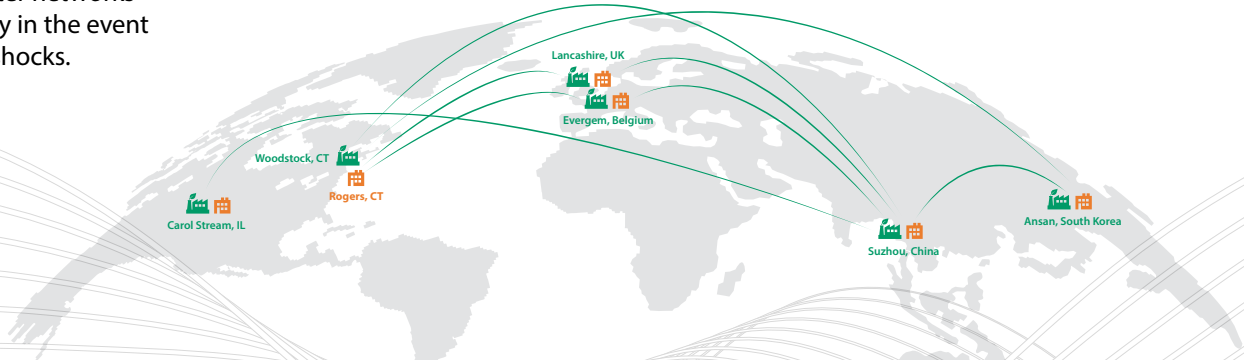 y in the event
hocks.
Lancashire, UK
Evergem, Belgium
Woodstock, CT
Rogers, CT
Carol Stream, IL
Ansan, South Korea
Suzhou, China